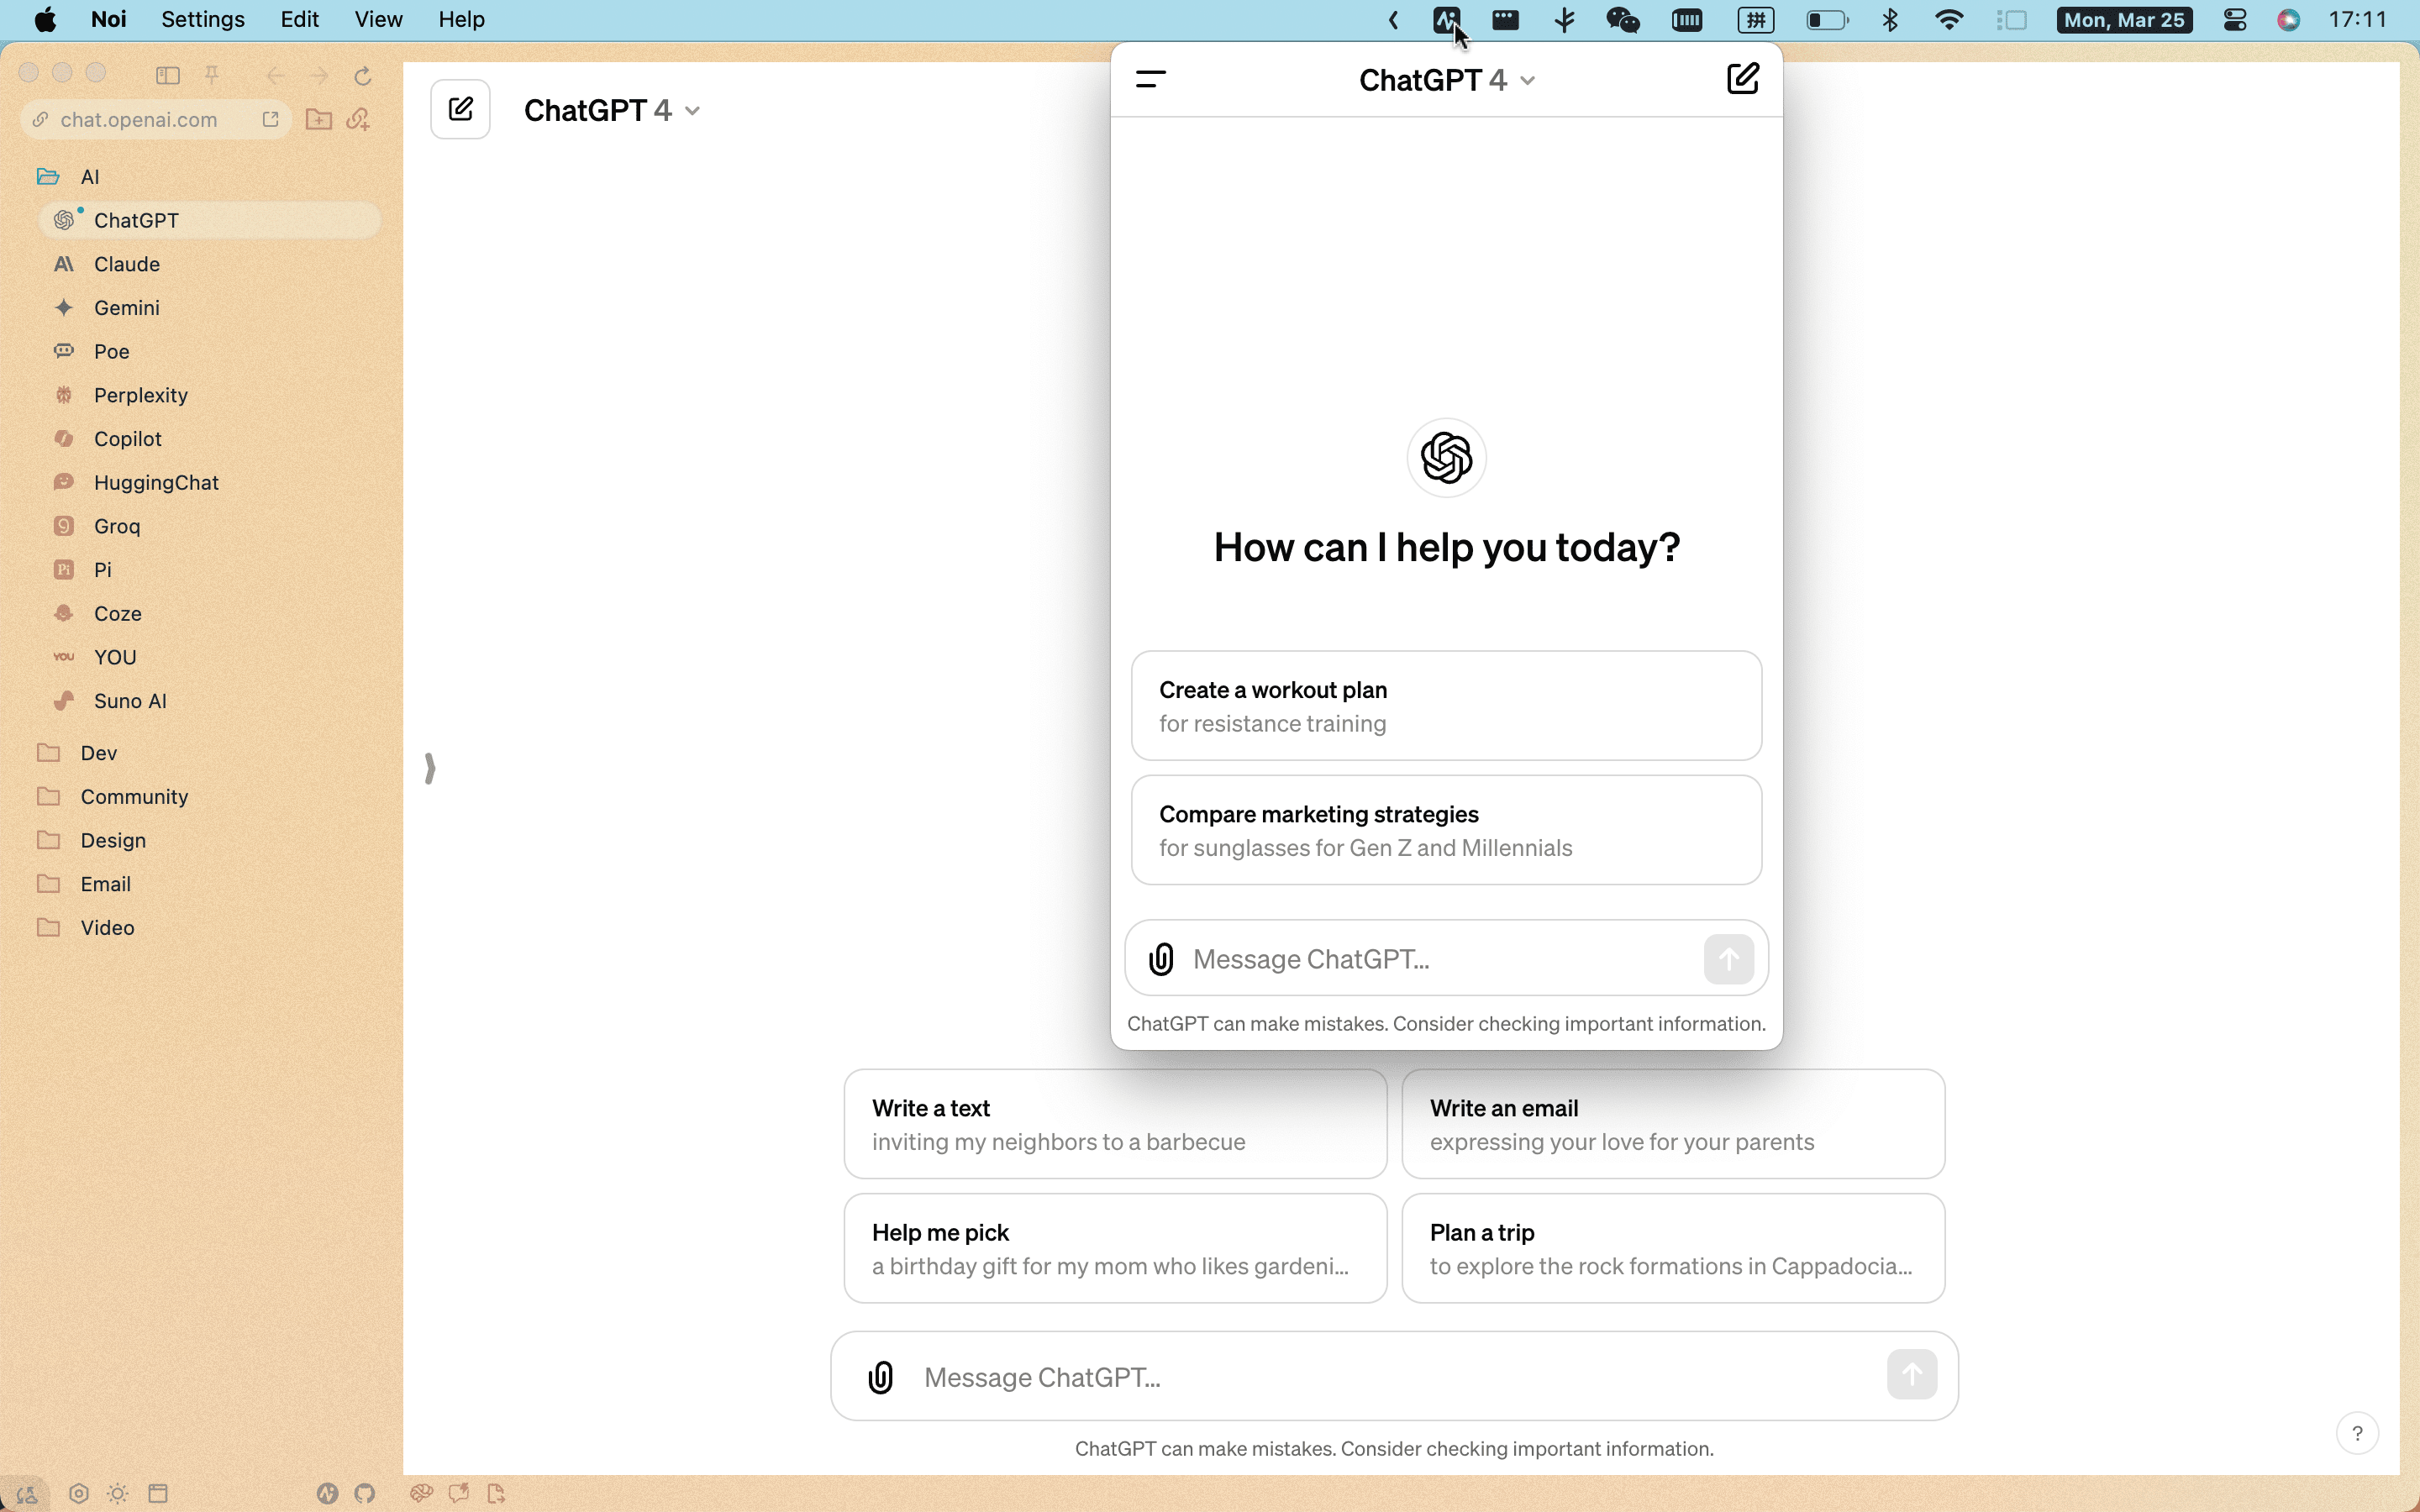 Noi Settings Edit View Help
拼
Mon, Mar 25
17:11
chat.openai.com
AI
ChatGPT
Claude
Gemini
Poe
Perplexity
Copilot
HuggingChat
Groq
Pi
Pi
Coze
YOU
YOU
Suno AI
Dev
Community
Design
Email
Video
ChatGPT 4
ChatGPT 4
How can I help you today?
Create a workout plan
for resistance training
Compare marketing strategies
for sunglasses for Gen Z and Millennials
Message ChatGPT...
ChatGPT can make mistakes. Consider checking important information.
Write a text
inviting my neighbors to a barbecue
Write an email
expressing your love for your parents
Help me pick
a birthday gift for my mom who likes gardeni...
Plan a trip
to explore the rock formations in Cappadocia...
Message ChatGPT...
ChatGPT can make mistakes. Consider checking important information.
?